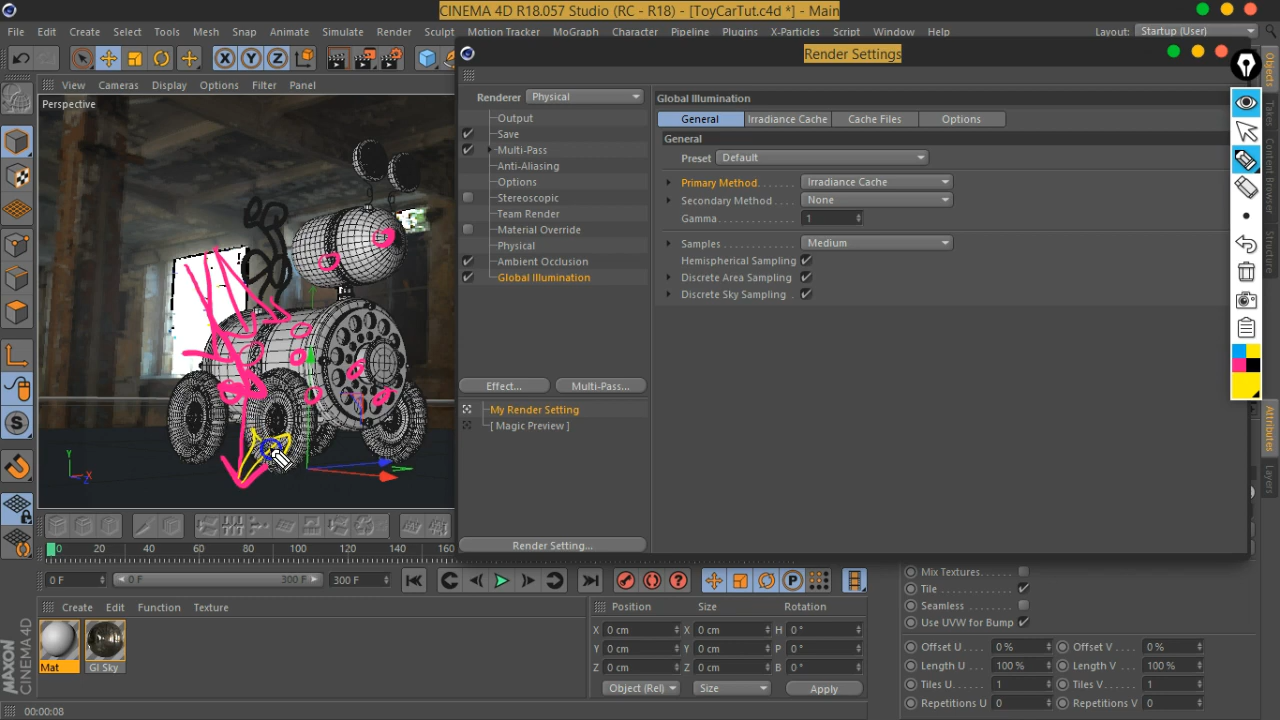 CINEMA 4D R18.057 Studio (RC - R18) - [ToyCarTut.c4d *] - Main
File Edit Create Select Tools Mesh Snap Animate Simulate Render Sculpt Motion Tracker MoGraph Character Pipeline Plugins X-Particles Script Window Help Layout: Startup (User)
Render Settings
X Y Z
View Cameras Display Options Filter Panel
Perspective
Renderer Physical
Output
Save
Multi-Pass
Anti-Aliasing
Options
Stereoscopic
Team Render
Material Override
Physical
Ambient Occlusion
Global Illumination
Effect... Multi-Pass...
My Render Setting
[ Magic Preview ]
Render Setting...
Global Illumination
General Irradiance Cache Cache Files Options
General
Preset Default
Primary Method Irradiance Cache
Secondary Method None
Gamma 1
Samples Medium
Hemispherical Sampling
Discrete Area Sampling
Discrete Sky Sampling
Objects
Takes
Content Browser
Structure
Attributes
Layers
Y
X
Z
S
0 20 40 60 80 100 120 140 160
0 F 0 F 300 F 300 F
P
Create Edit Function Texture
Mat GI Sky
Position Size Rotation
X 0 cm X 0 cm H 0 °
Y 0 cm Y 0 cm P 0 °
Z 0 cm Z 0 cm B 0 °
Object (Rel) Size Apply
Mix Textures
Tile
Seamless
Use UVW for Bump
Offset U 0 % Offset V 0 %
Length U 100 % Length V 100 %
Tiles U 1 Tiles V 1
Repetitions U 0 Repetitions V 0
MAXON
CINEMA 4D
00:00:08